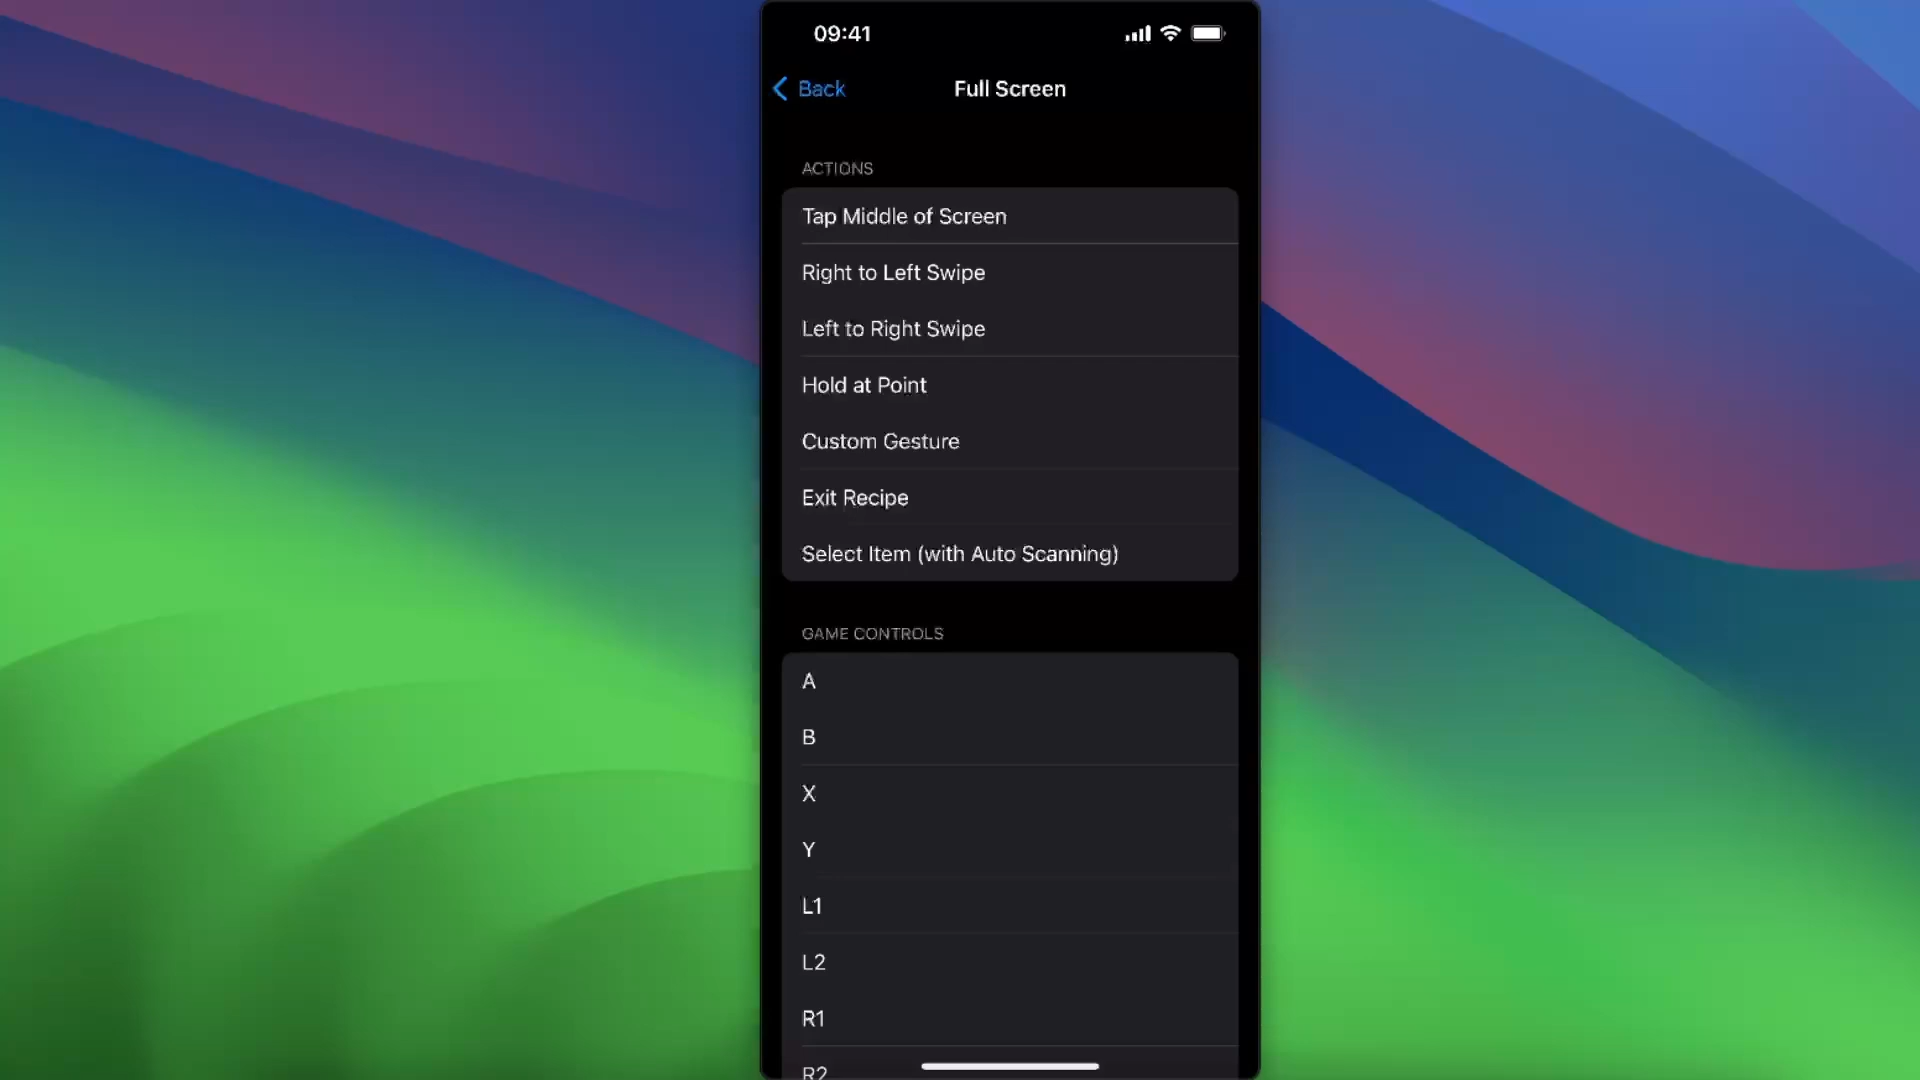 09:41
Back
Full Screen
ACTIONS
Tap Middle of Screen
Right to Left Swipe
Left to Right Swipe
Hold at Point
Custom Gesture
Exit Recipe
Select Item (with Auto Scanning)
GAME CONTROLS
A
B
X
Y
L1
L2
R1
R2